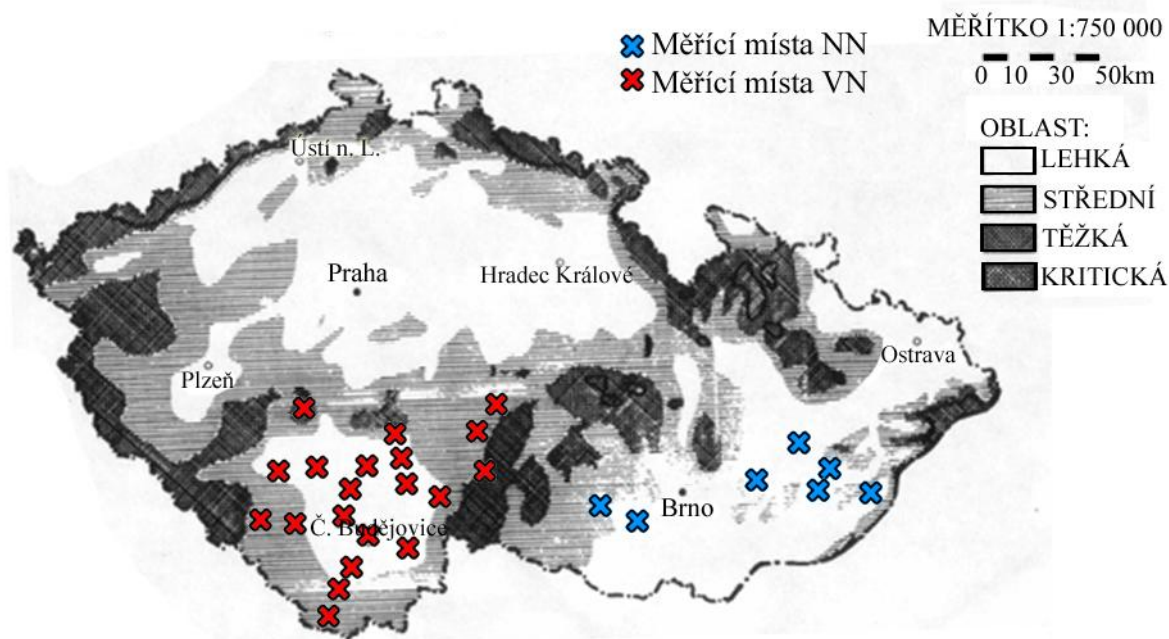 Měřící místa NN
Měřící místa VN
MĚŘÍTKO 1:750 000
0 10 30 50km
OBLAST:
LEHKÁ
STŘEDNÍ
TĚŽKÁ
KRITICKÁ
Ústí n. L.
Praha
Hradec Králové
Plzeň
Ostrava
Brno
Č. Budějovice